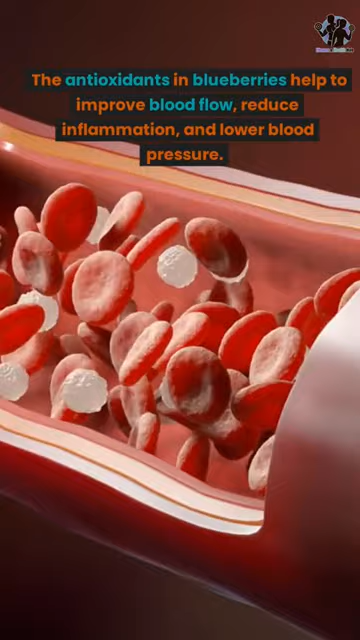 The antioxidants in blueberries help to
improve blood flow, reduce
inflammation, and lower blood
pressure.